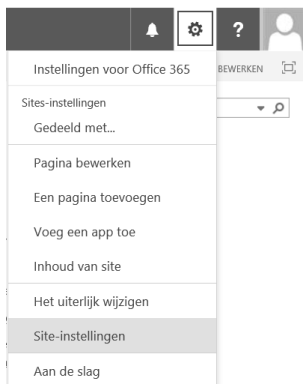 ?
Instellingen voor Office 365
BEWERKEN
Sites-instellingen
Gedeeld met...
Pagina bewerken
Een pagina toevoegen
Voeg een app toe
Inhoud van site
Het uiterlijk wijzigen
Site-instellingen
Aan de slag